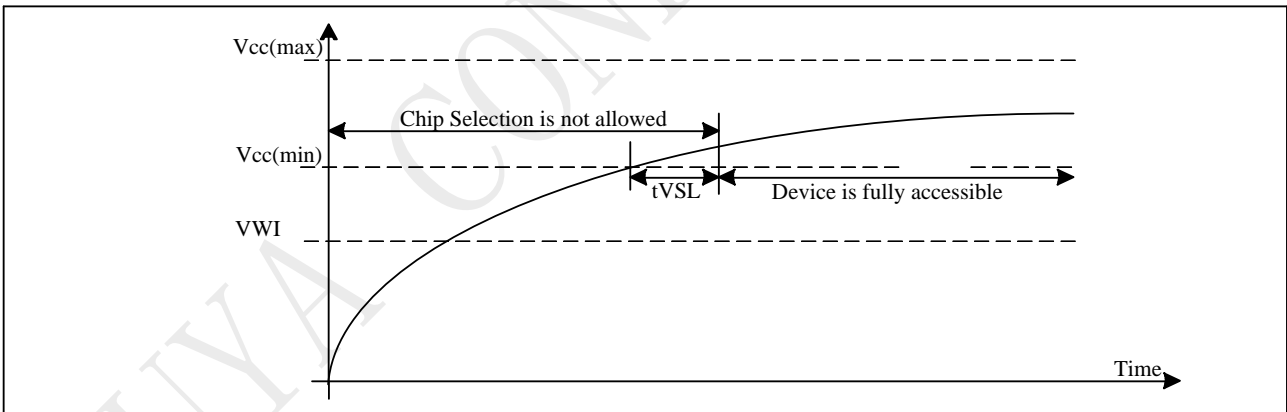 Vcc(max)
Chip Selection is not allowed
Vcc(min)
tVSL
Device is fully accessible
VWI
Time